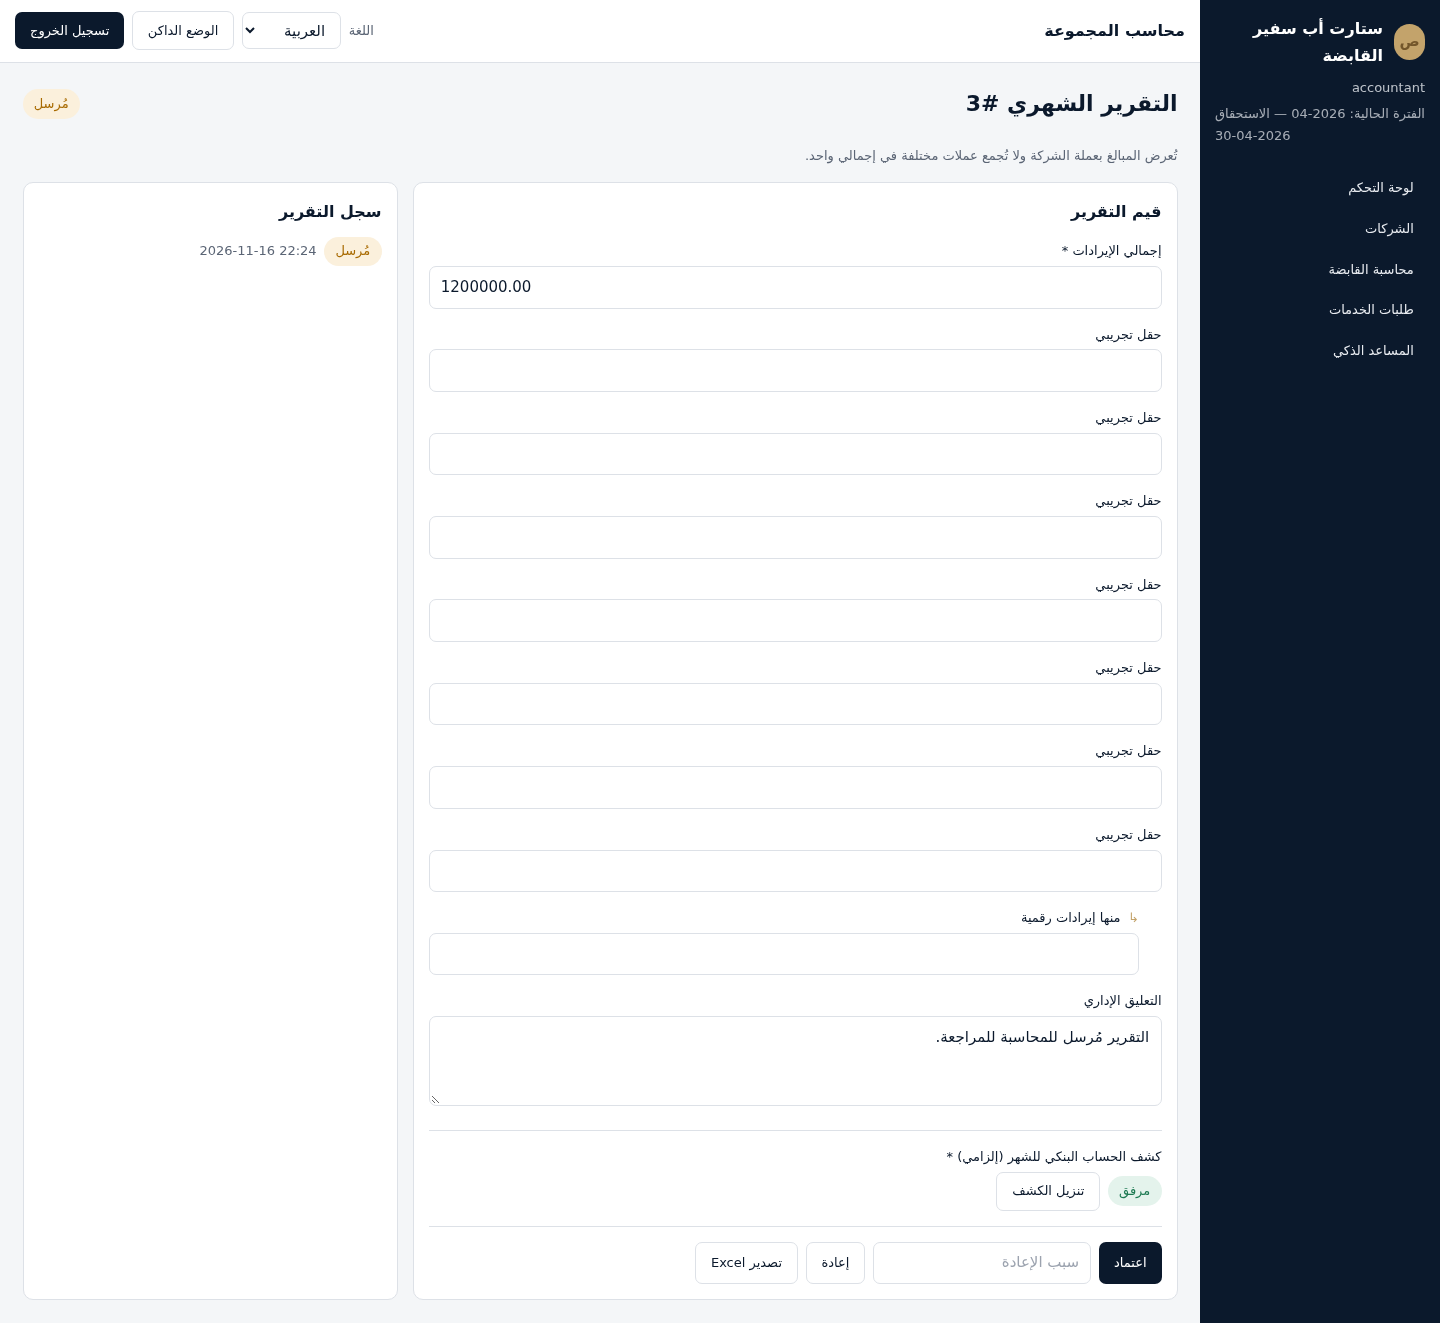 ص
ستارت أب سفير
القابضة
accountant
الفترة الحالية: 2026-04 — الاستحقاق
2026-04-30
لوحة التحكم
الشركات
محاسبة القابضة
طلبات الخدمات
المساعد الذكي
محاسب المجموعة
اللغة
العربية
الوضع الداكن
تسجيل الخروج
التقرير الشهري #3
مُرسل
تُعرض المبالغ بعملة الشركة ولا تُجمع عملات مختلفة في إجمالي واحد.
قيم التقرير
إجمالي الإيرادات *
1200000.00
حقل تجريبي
حقل تجريبي
حقل تجريبي
حقل تجريبي
حقل تجريبي
حقل تجريبي
حقل تجريبي
↳ منها إيرادات رقمية
التعليق الإداري
التقرير مُرسل للمحاسبة للمراجعة.
كشف الحساب البنكي للشهر (إلزامي) *
مرفق
تنزيل الكشف
اعتماد
سبب الإعادة
إعادة
تصدير Excel
سجل التقرير
مُرسل
2026-11-16 22:24